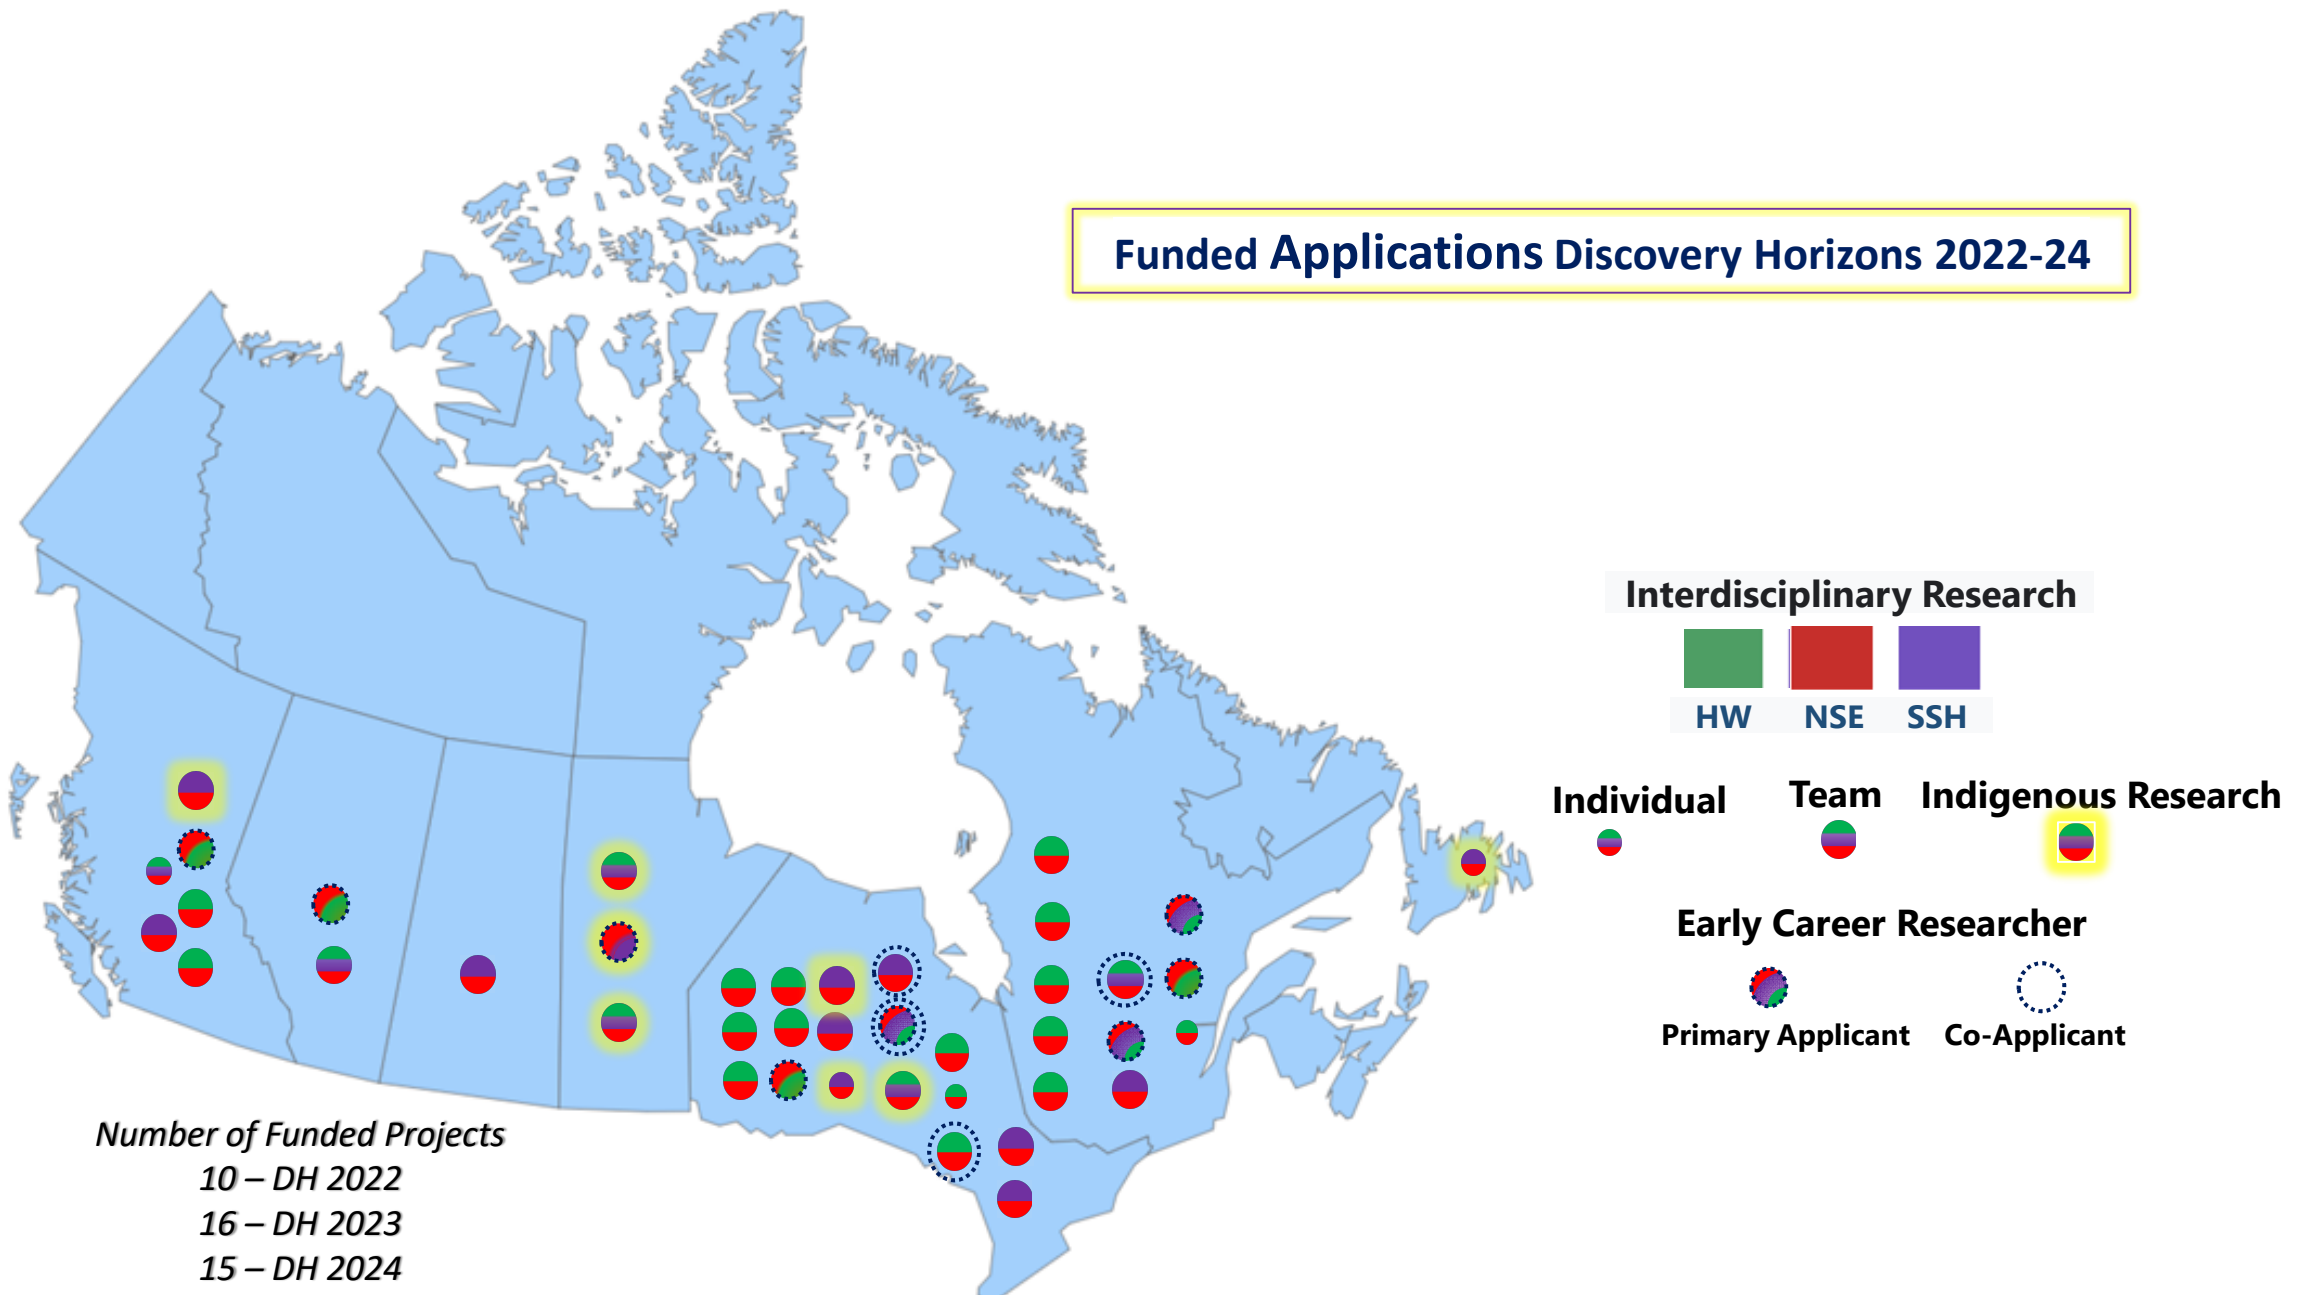 Funded Applications Discovery Horizons 2022-24
Interdisciplinary Research
HW NSE SSH
Individual Team Indigenous Research
Early Career Researcher
Primary Applicant Co-Applicant
Number of Funded Projects
10 – DH 2022
16 – DH 2023
15 – DH 2024